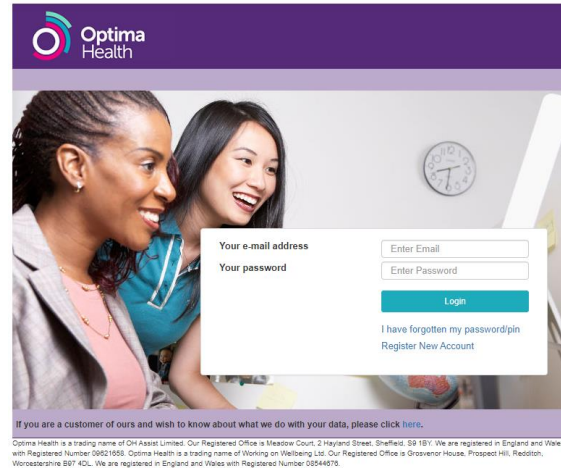 Optima
Health
Your e-mail address
Enter Email
Your password
Enter Password
Login
I have forgotten my password/pin
Register New Account
If you are a customer of ours and wish to know about what we do with your data, please click here.
Optima Health is a trading name of OH Assist Limited. Our Registered Office is Meadow Court, 2 Hayland Street, Sheffield, S9 1BY. We are registered in England and Wale
with Registered Number 09621658. Optima Health is a trading name of Working on Wellbeing Ltd. Our Registered Office is Grosvenor House, Prospect Hill, Redditch,
Worcestershire B97 4DL. We are registered in England and Wales with Registered Number 08544676.